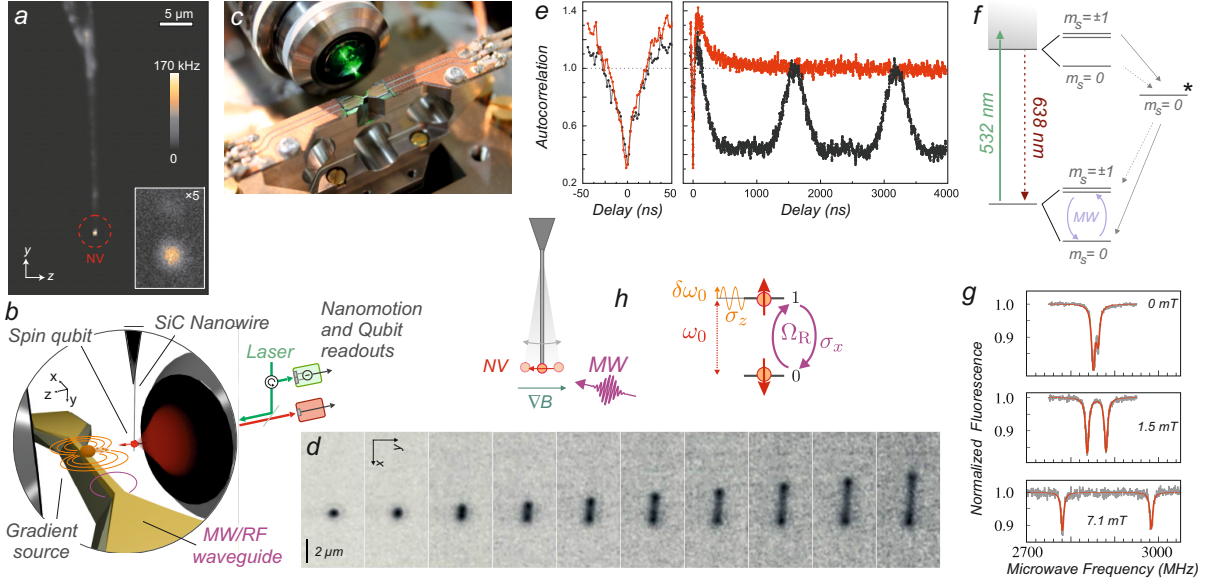 a
5 µm
170 kHz
0
×5
NV
y
z
b
Spin qubit
SiC Nanowire
Nanomotion
and Qubit
readouts
Laser
x
z
y
Gradient
source
MW/RF
waveguide
c
d
y
x
2 µm
NV
∇B
MW
e
Autocorrelation
1.4
1.0
0.6
0.2
-50
0
50
Delay (ns)
0
1000
2000
3000
4000
Delay (ns)
f
mₛ= ±1
mₛ= 0
*
mₛ= 0
532 nm
638 nm
mₛ= ±1
MW
mₛ= 0
g
Normalized Fluorescence
1.0
0.9
0 mT
1.0
0.9
1.5 mT
1.0
0.9
7.1 mT
2700
3000
Microwave Frequency (MHz)
h
δω₀
σz
ω₀
1
Ω_R
σₓ
0